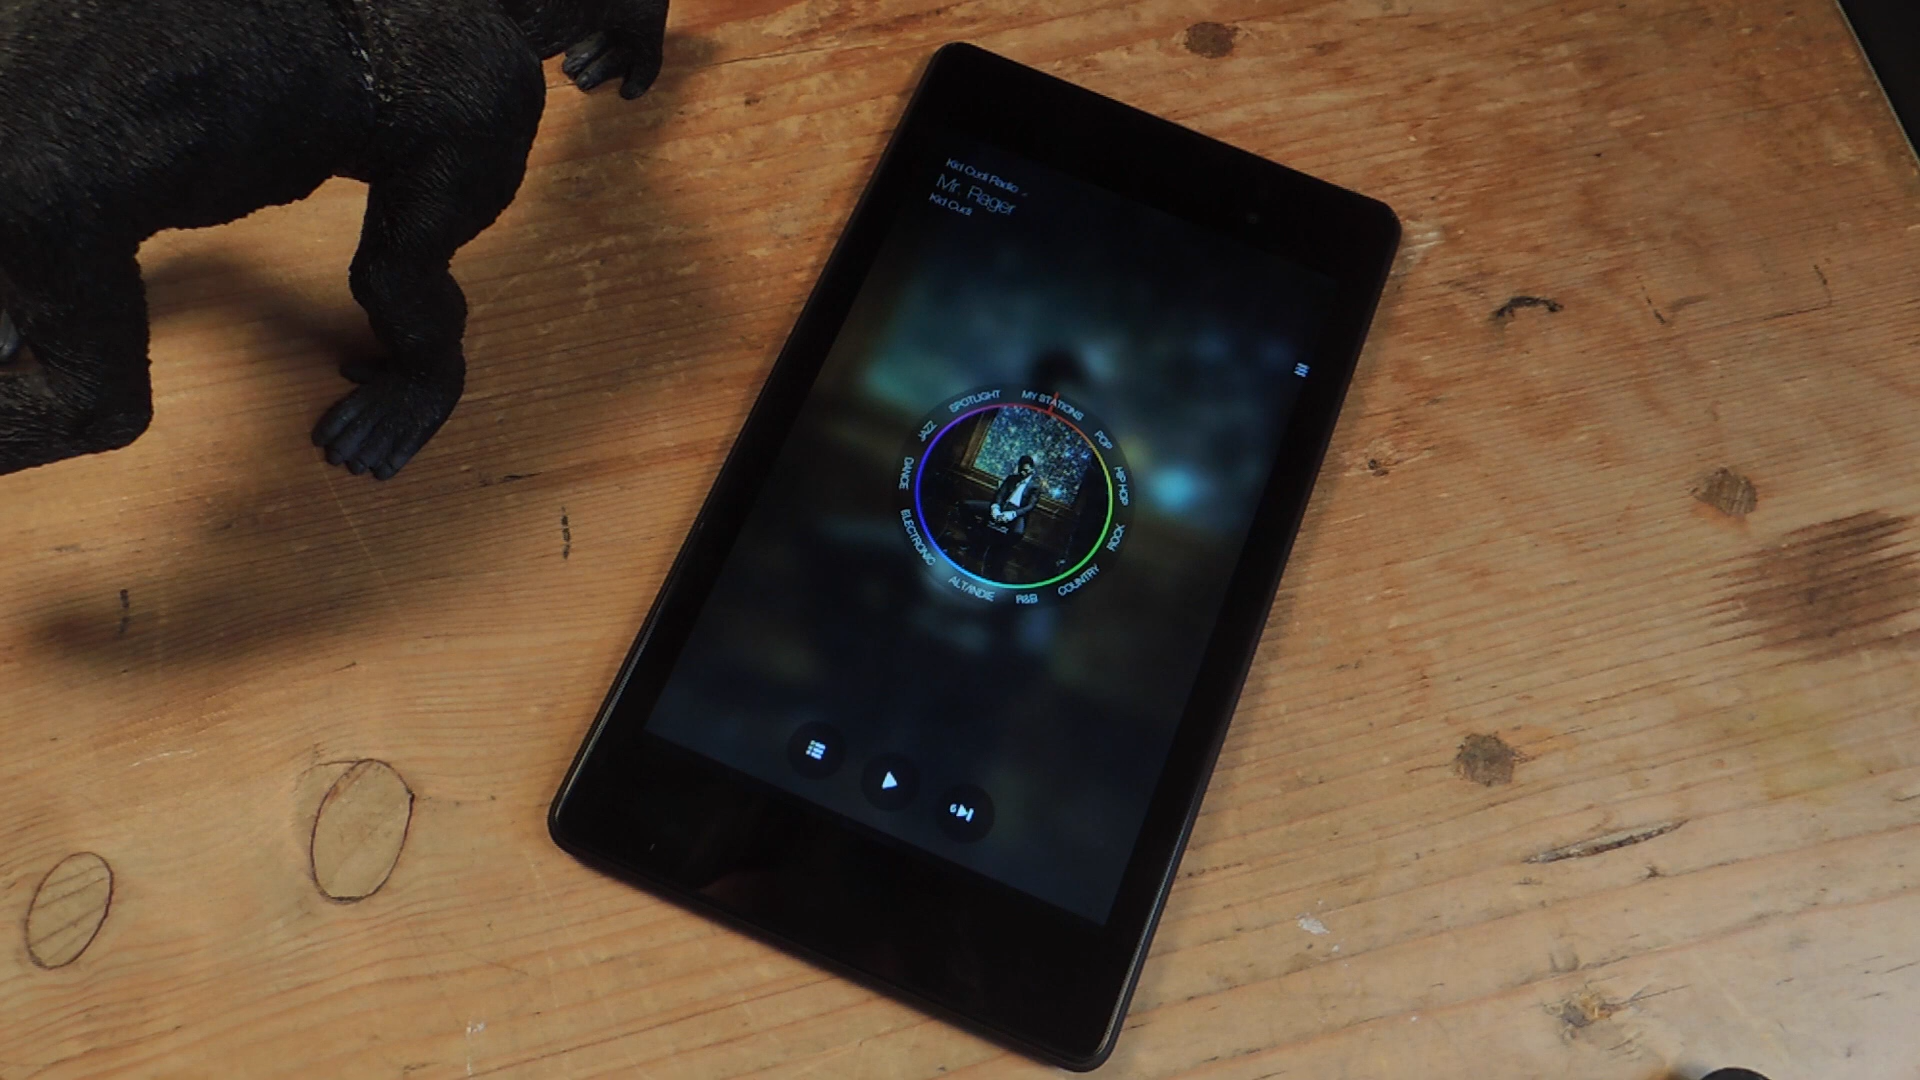 Kid Cudi Radio
Mr. Rager
Kid Cudi
MY STATIONS
POP
HIP HOP
ROCK
COUNTRY
R&B
ALT/INDIE
ELECTRONIC
DANCE
JAZZ
SPOTLIGHT
6